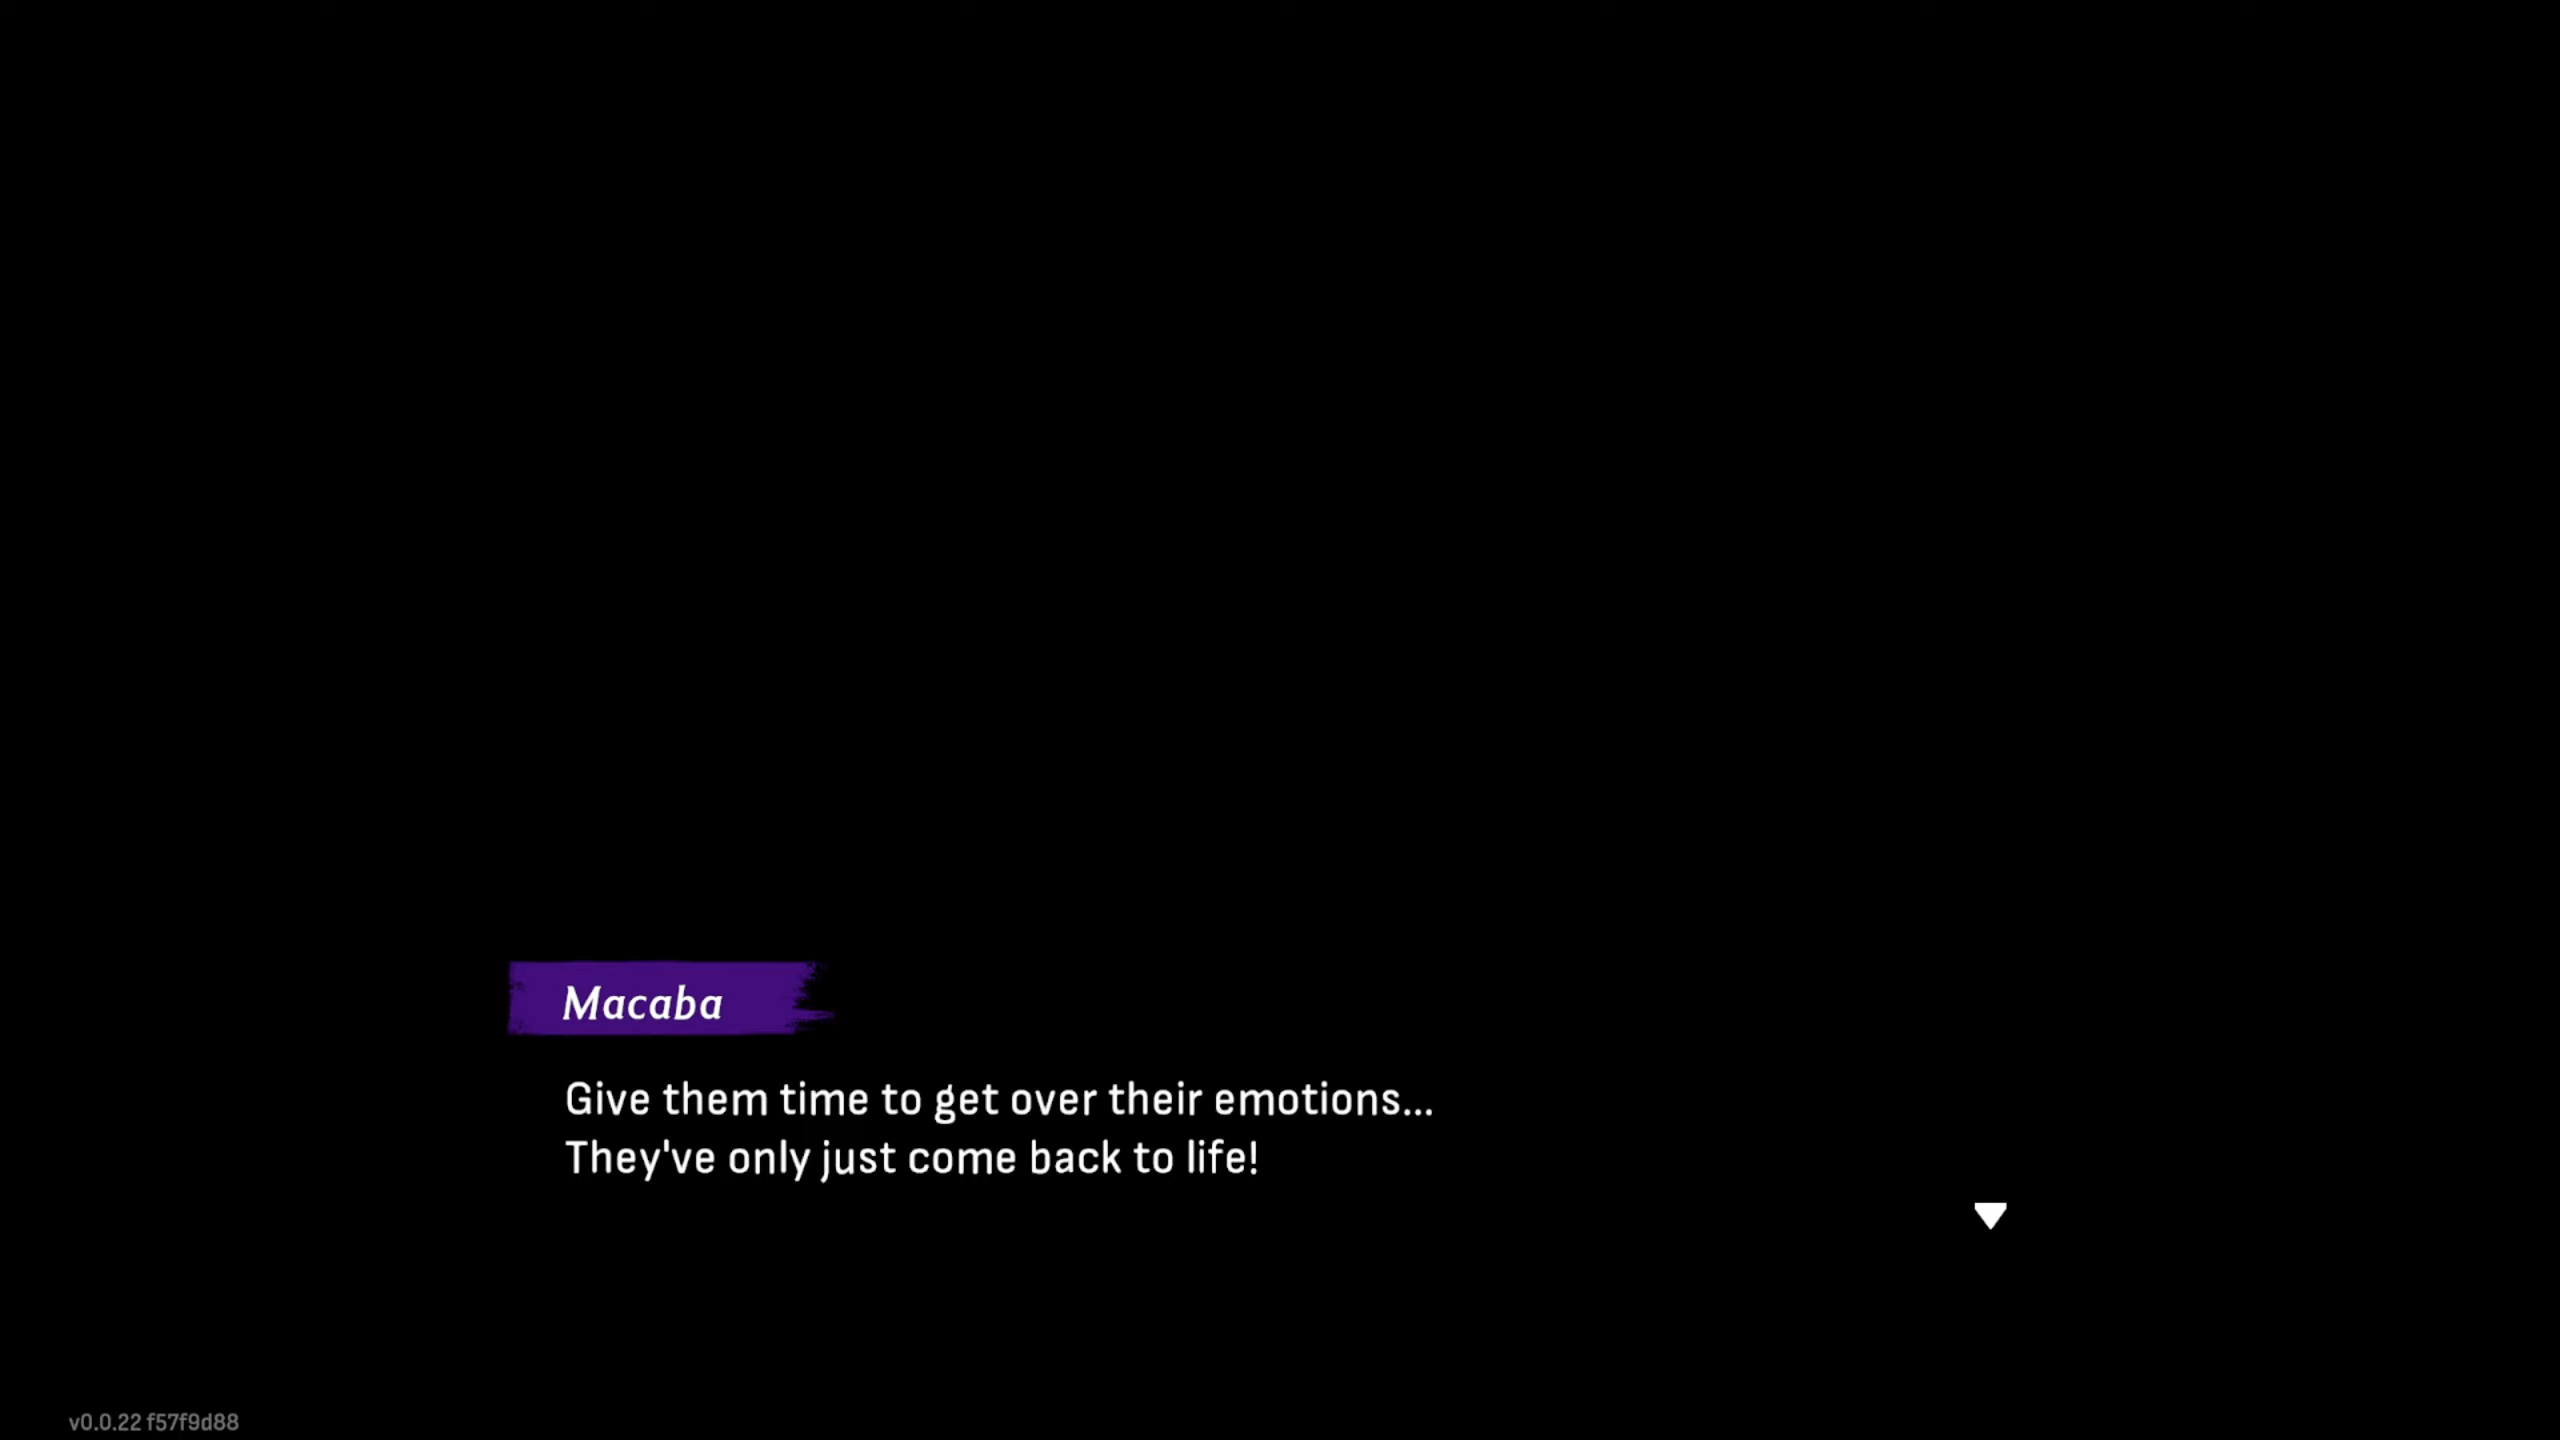 Macaba
Give them time to get over their emotions...
They've only just come back to life!
v0.0.22 f57f9d88